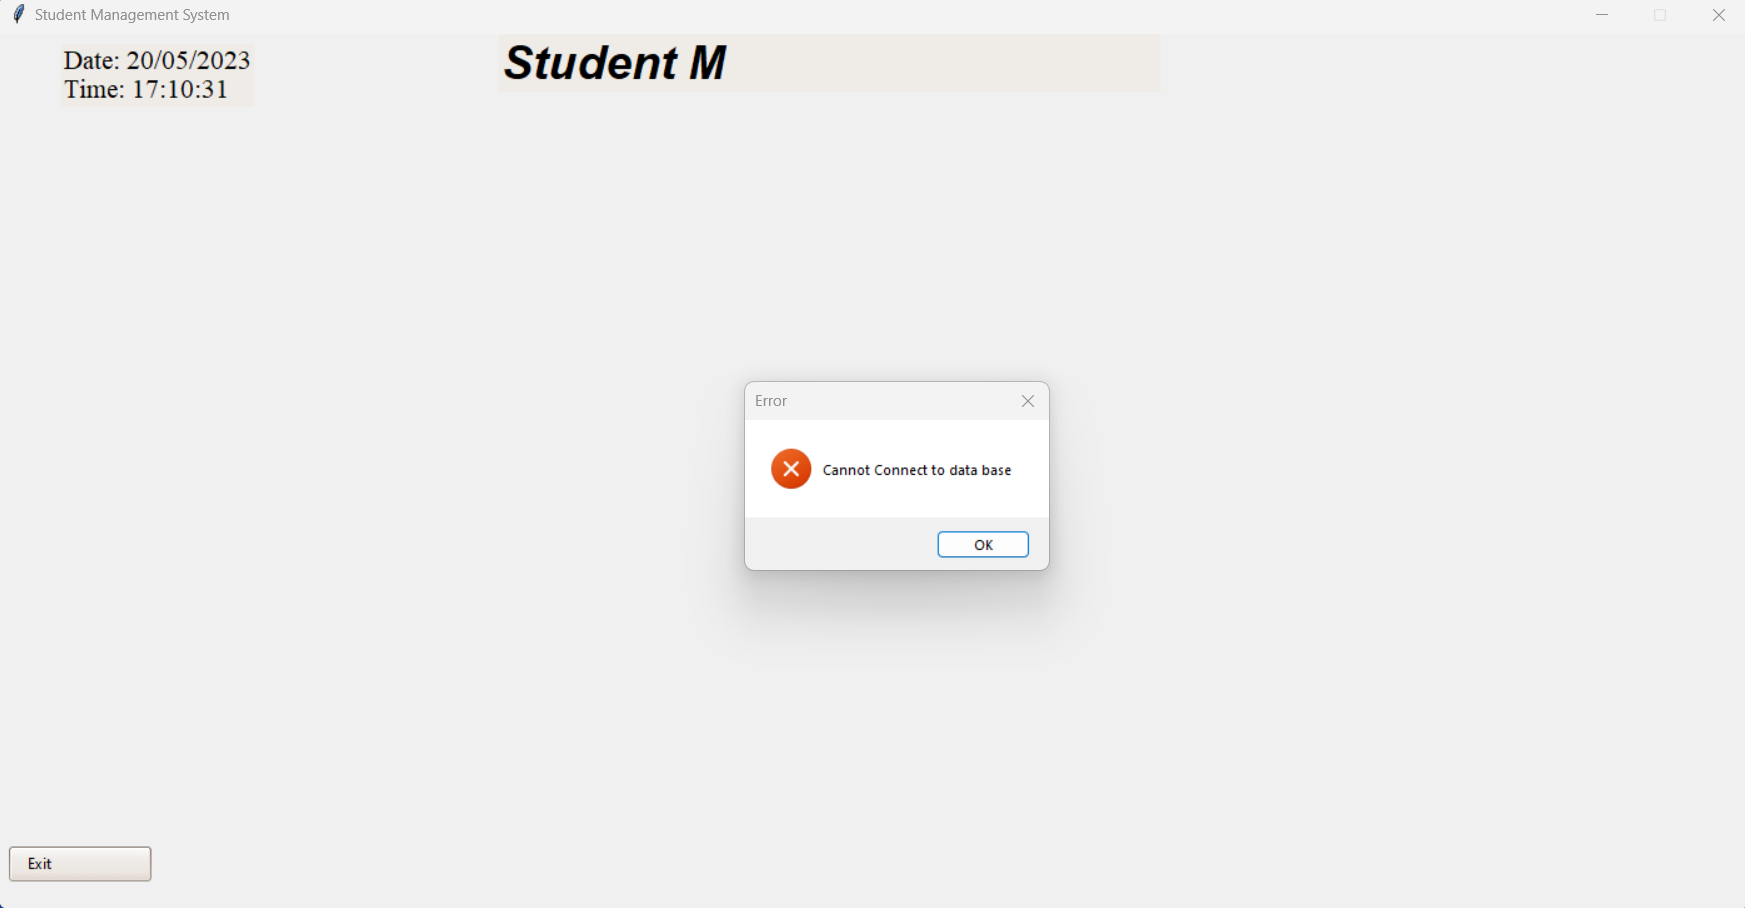 Student Management System
Date: 20/05/2023
Time: 17:10:31
Student M
Error
Cannot Connect to data base
OK
Exit